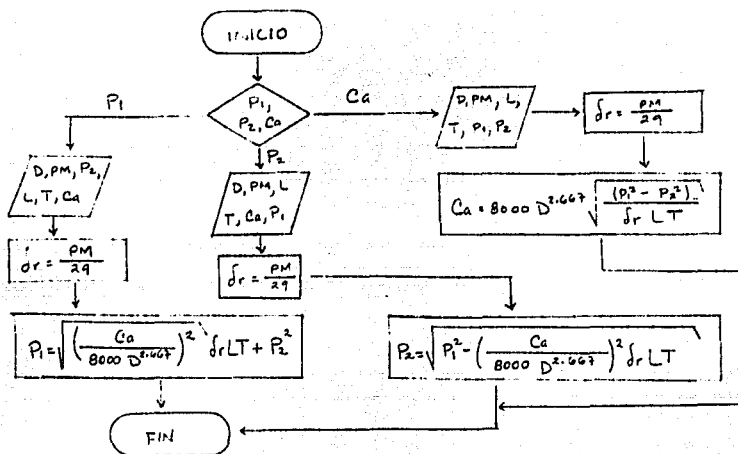 INICIO
P1,
P2, Ca
P1
Ca
P2
D, PM, L,
T, P1, P2
δr = PM/29
Ca = 8000 D^2.667 √((P1² - P2²)/(δr LT))
D, PM, P2,
L, T, Ca
δr = PM/29
P1 = √((Ca/(8000 D^2.667))² δr LT + P2²)
D, PM, L
T, Ca, P1
δr = PM/29
P2 = √(P1² - (Ca/(8000 D^2.667))² δr LT)
FIN